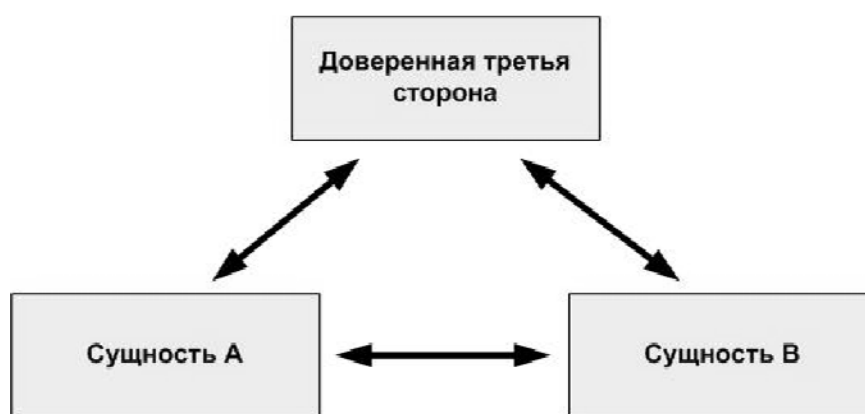 Доверенная третья
сторона
Сущность A
Сущность B